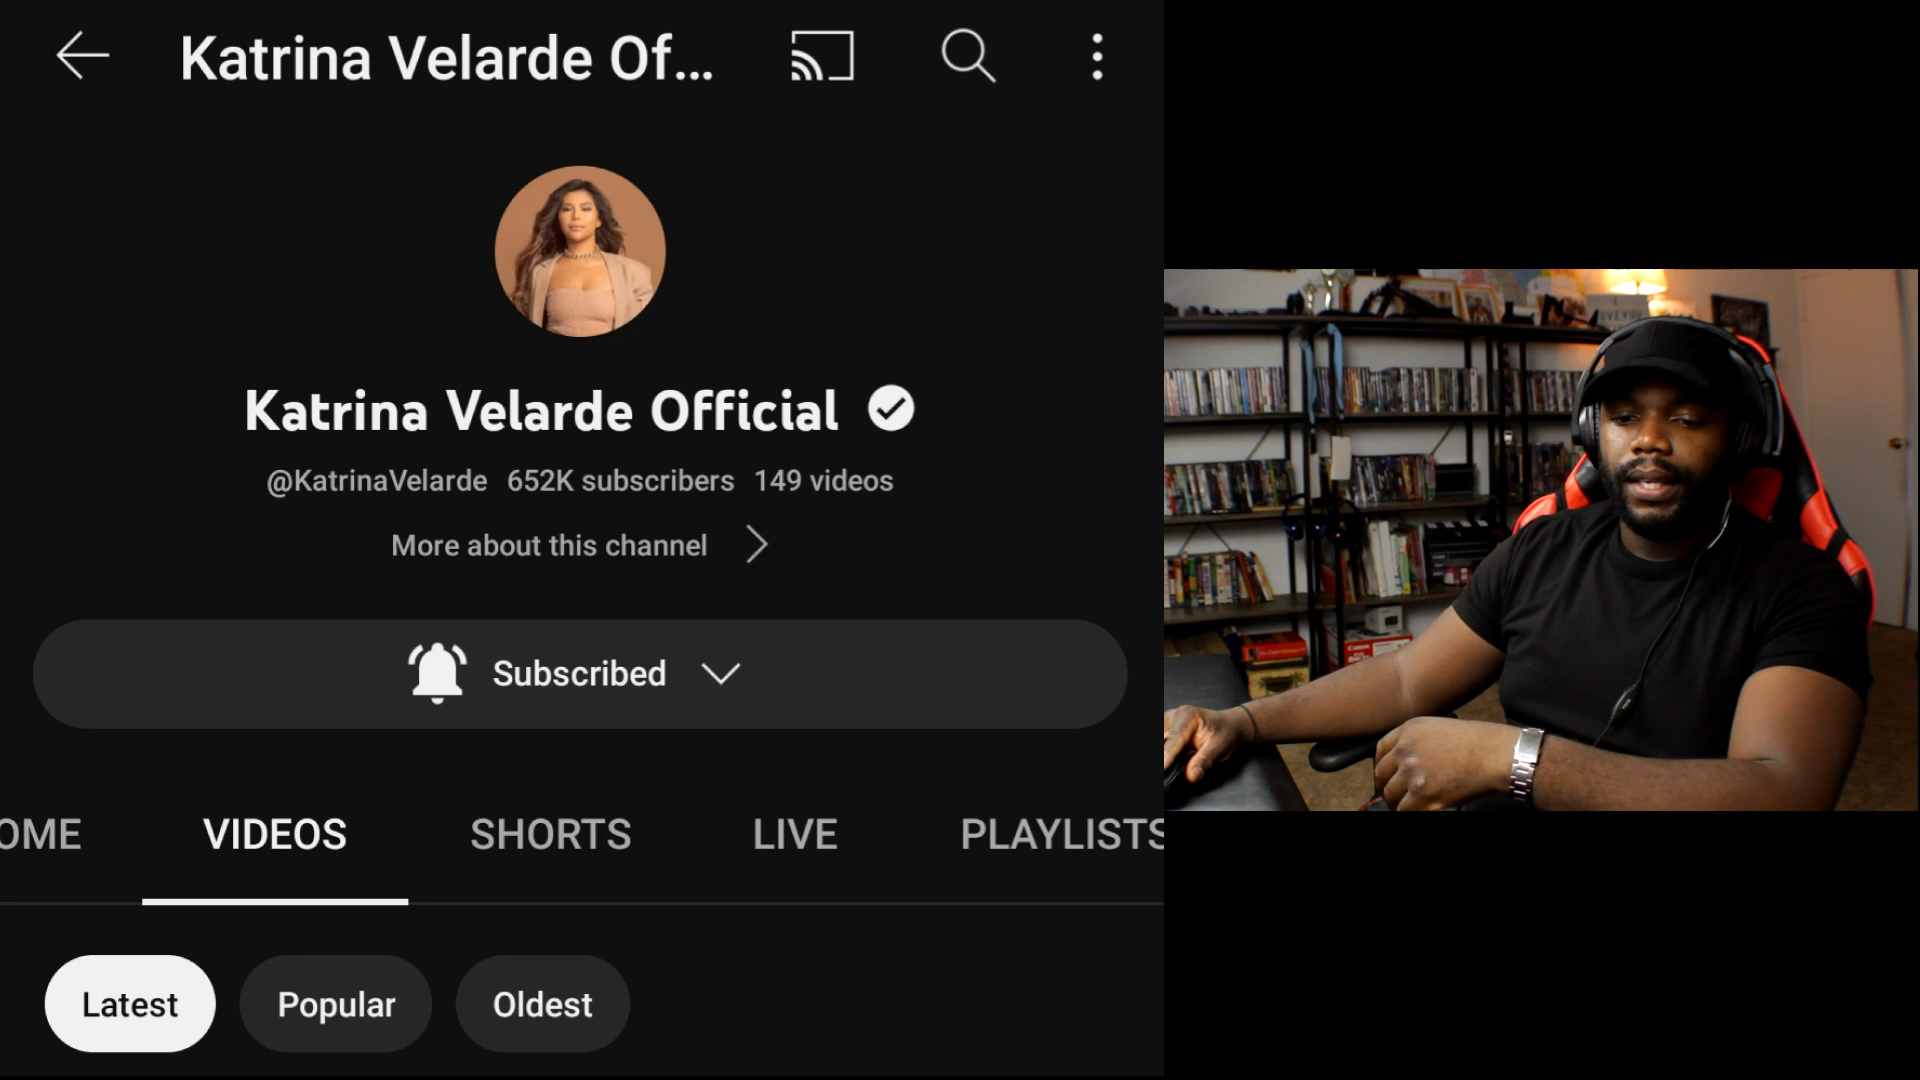 Katrina Velarde Of...
Katrina Velarde Official
@KatrinaVelarde 652K subscribers 149 videos
More about this channel
Subscribed
OME VIDEOS SHORTS LIVE PLAYLISTS
Latest Popular Oldest